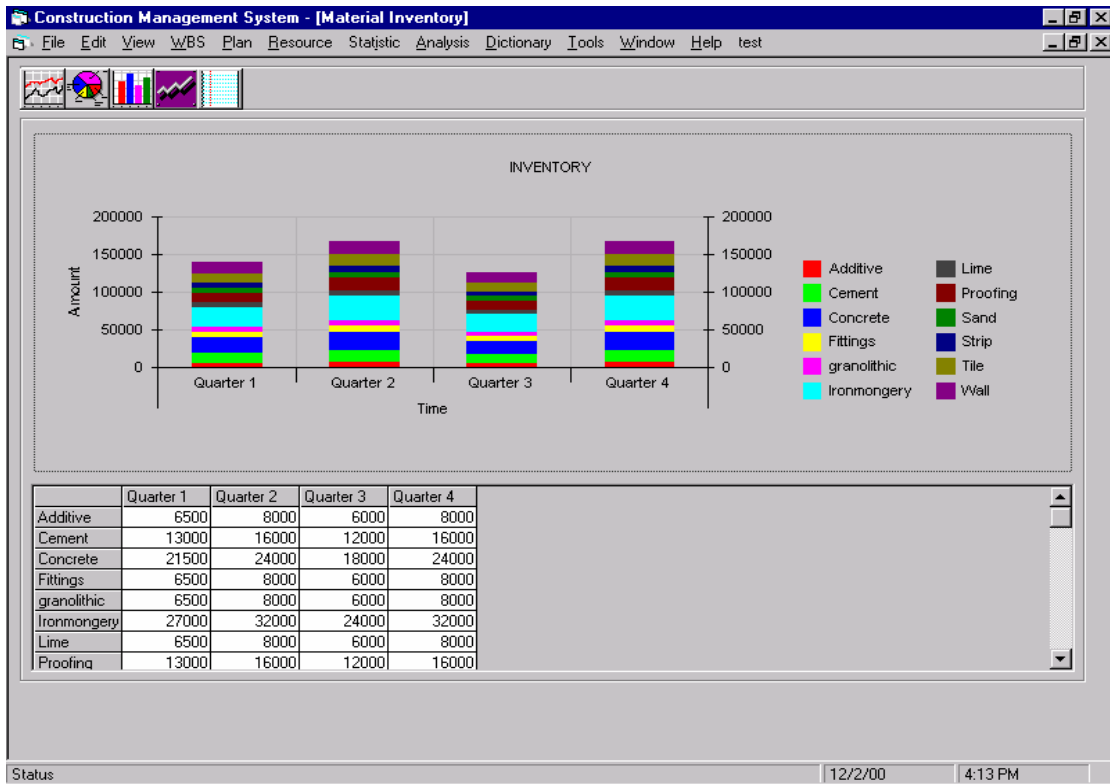 Construction Management System - [Material Inventory]
File Edit View WBS Plan Resource Statistic Analysis Dictionary Tools Window Help test
INVENTORY
200000 200000
150000 150000
100000 100000
50000 50000
0 0
Amount
Quarter 1 Quarter 2 Quarter 3 Quarter 4
Time
Additive Lime
Cement Proofing
Concrete Sand
Fittings Strip
granolithic Tile
Ironmongery Wall
Quarter 1 Quarter 2 Quarter 3 Quarter 4
Additive 6500 8000 6000 8000
Cement 13000 16000 12000 16000
Concrete 21500 24000 18000 24000
Fittings 6500 8000 6000 8000
granolithic 6500 8000 6000 8000
Ironmongery 27000 32000 24000 32000
Lime 6500 8000 6000 8000
Proofing 13000 16000 12000 16000
Status 12/2/00 4:13 PM